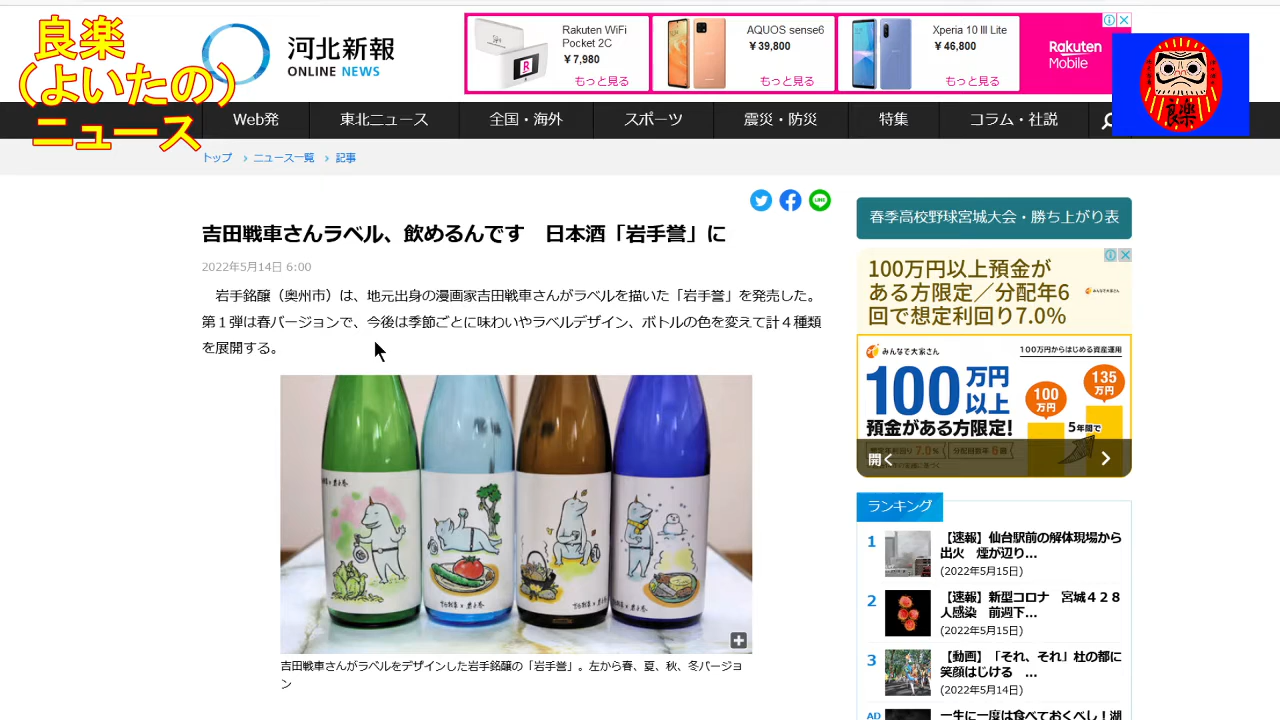 良楽
(よいたの)
ニュース
河北新報
ONLINE NEWS
Rakuten WiFi
Pocket 2C
￥7,980
もっと見る
AQUOS sense6
￥39,800
もっと見る
Xperia 10 III Lite
￥46,800
もっと見る
Rakuten
Mobile
良楽
Web発
東北ニュース
全国・海外
スポーツ
震災・防災
特集
コラム・社説
トップ › ニュース一覧 › 記事
吉田戦車さんラベル、飲めるんです　日本酒「岩手誉」に
2022年5月14日 6:00
岩手銘醸（奥州市）は、地元出身の漫画家吉田戦車さんがラベルを描いた「岩手誉」を発売した。
第１弾は春バージョンで、今後は季節ごとに味わいやラベルデザイン、ボトルの色を変えて計４種類
を展開する。
吉田戦車さんがラベルをデザインした岩手銘醸の「岩手誉」。左から春、夏、秋、冬バージョ
ン
春季高校野球宮城大会・勝ち上がり表
100万円以上預金が
ある方限定／分配年6
回で想定利回り7.0%
みんなで大家さん
100万円からはじめる資産運用
100万円以上
預金がある方限定!
100
万円
135
万円
5年間で
開く
ランキング
1
【速報】仙台駅前の解体現場から
出火　煙が辺り...
(2022年5月15日)
2
【速報】新型コロナ　宮城４２８
人感染　前週下...
(2022年5月15日)
3
【動画】「それ、それ」杜の都に
笑顔はじける　...
(2022年5月14日)
AD
一生に一度は食べておくべし！湖